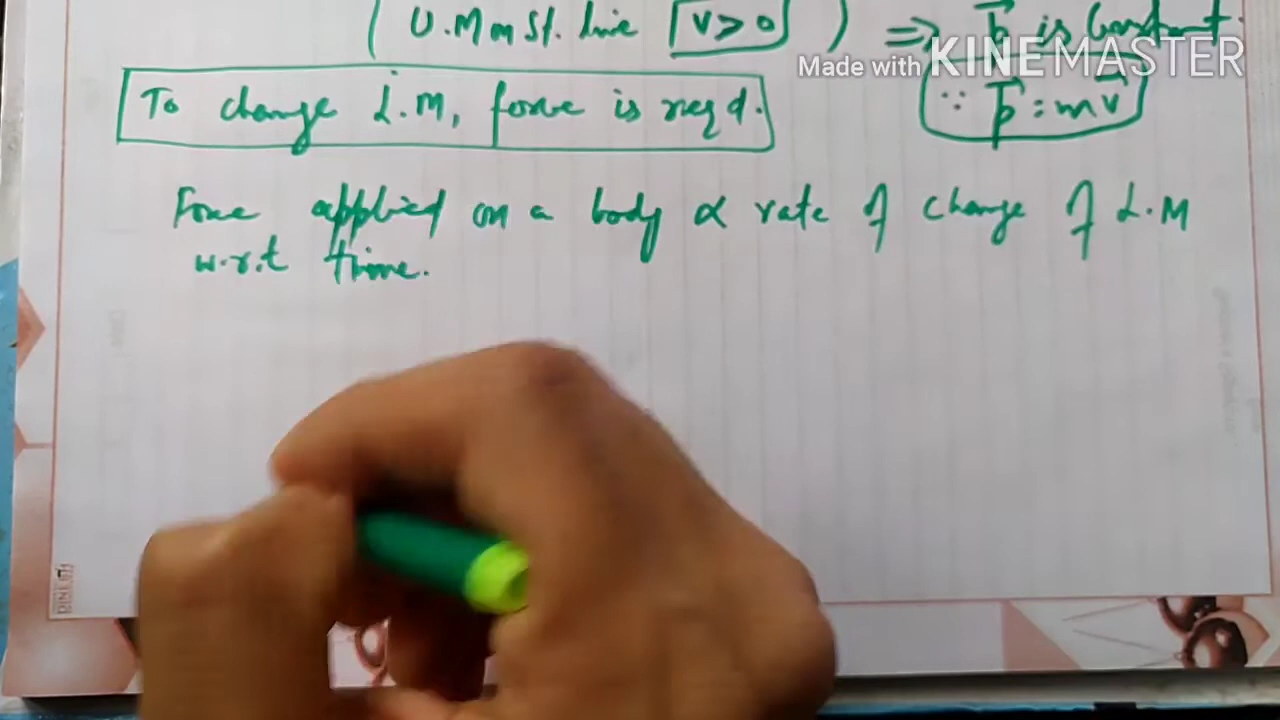 ( U.M on St. line V > 0 ) ⇒ p⃗ is Constant.
Made with KINEMASTER
To change L.M, force is reqd. ∵ p⃗ = mv⃗
Force applied on a body α rate of change of L.M
w.r.t time.